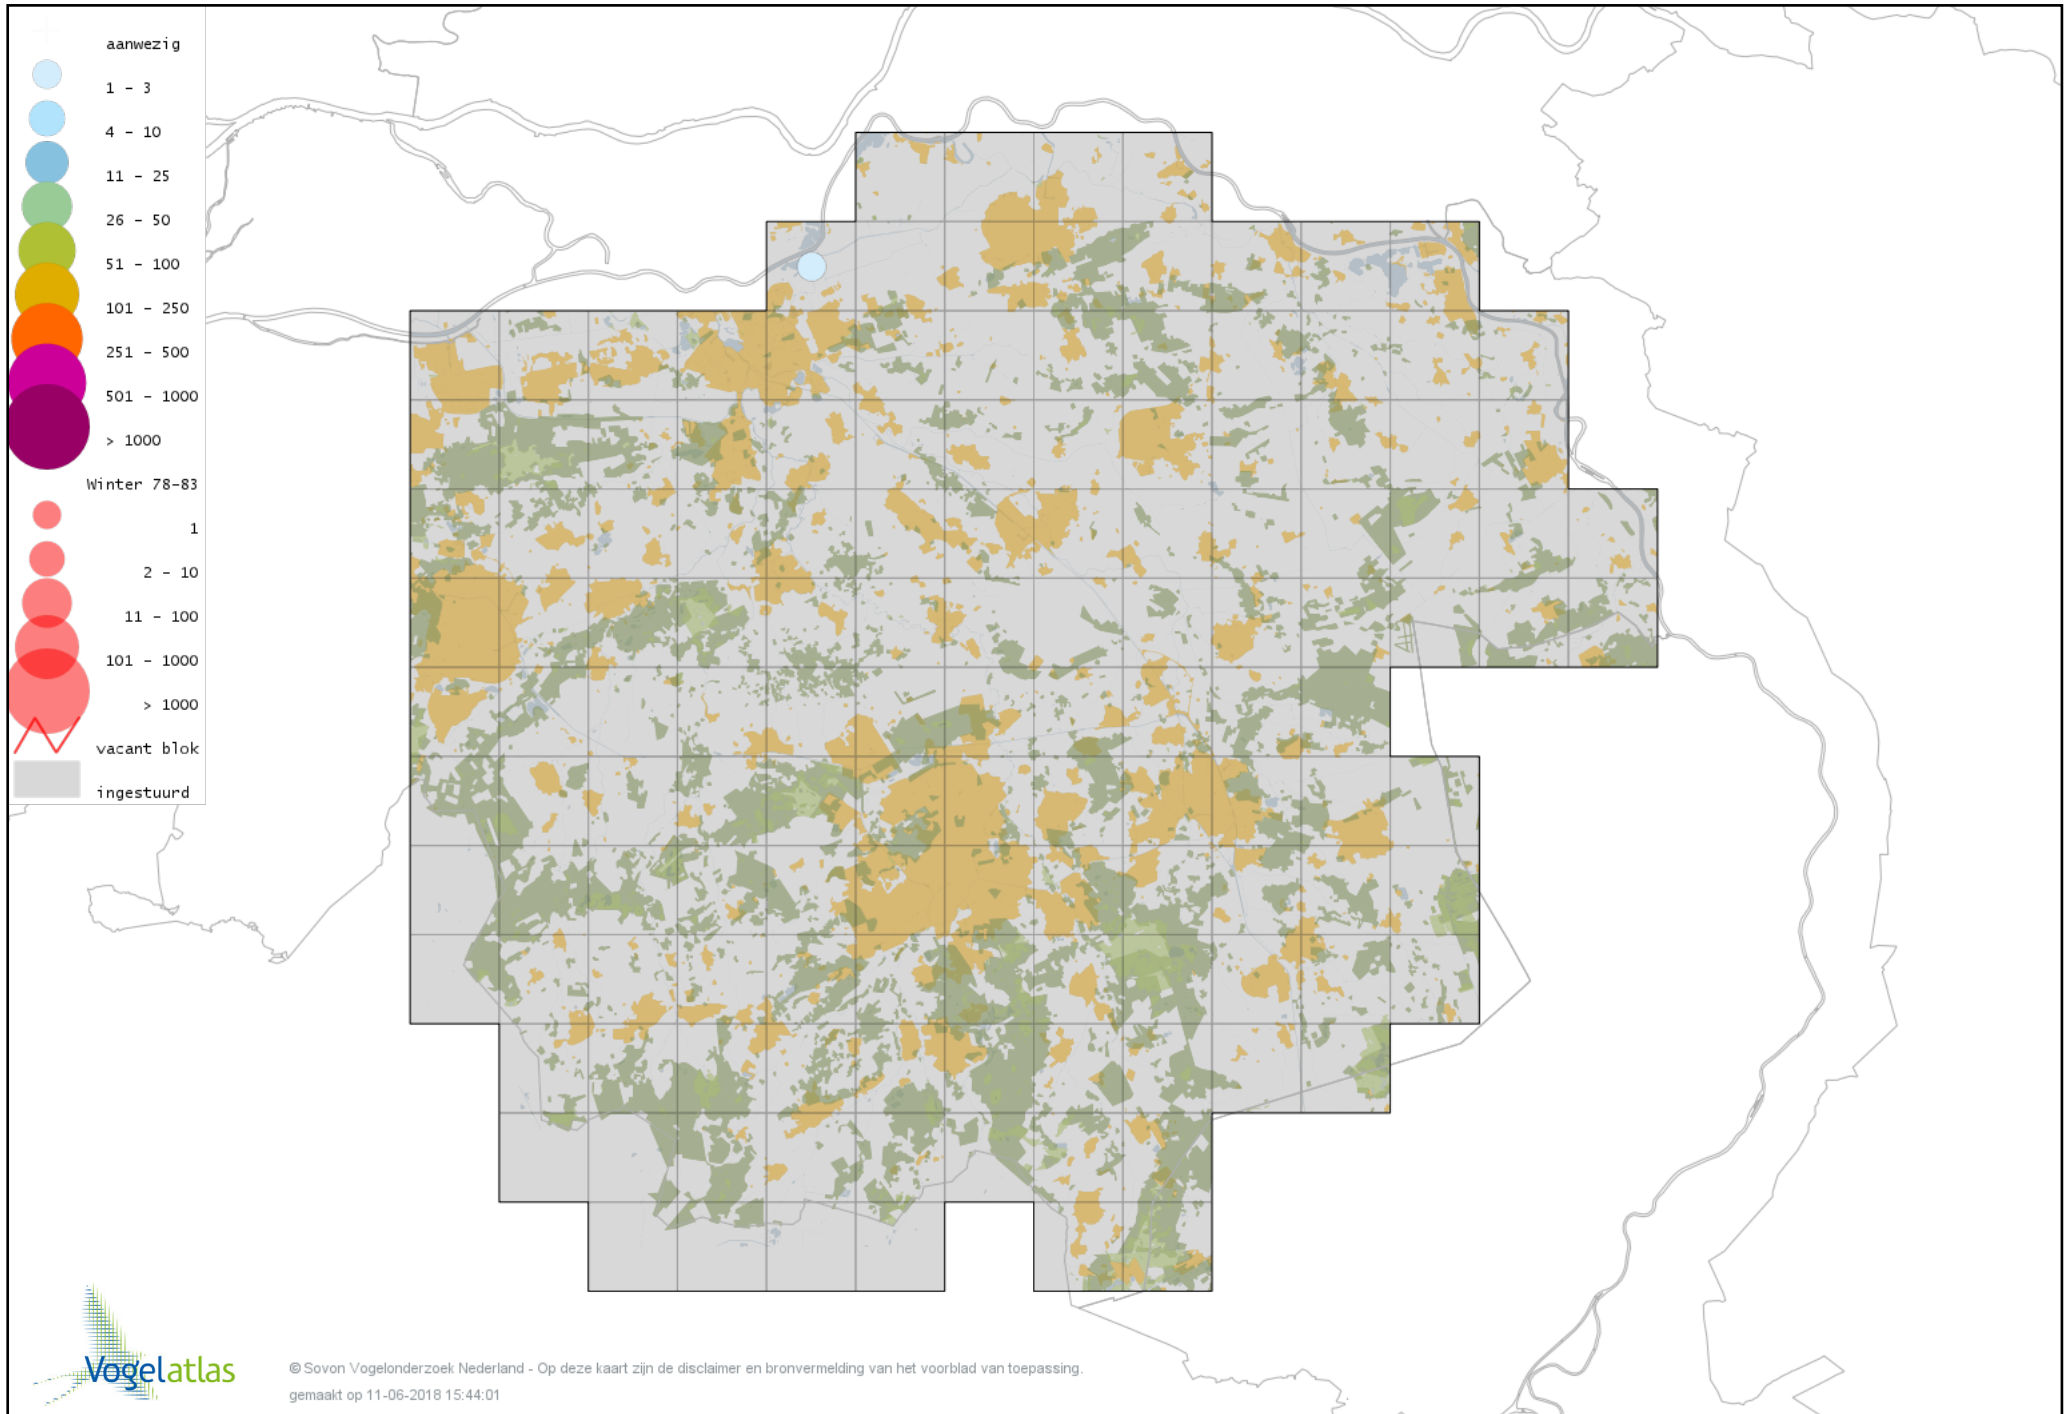 aanwezig
1 – 3
4 – 10
11 – 25
26 – 50
51 – 100
101 – 250
251 – 500
501 – 1000
> 1000
Winter 78-83
1
2 – 10
11 – 100
101 – 1000
> 1000
vacant blok
ingestuurd
Vogelatlas
© Sovon Vogelonderzoek Nederland - Op deze kaart zijn de disclaimer en bronvermelding van het voorblad van toepassing.
gemaakt op 11-06-2018 15:44:01